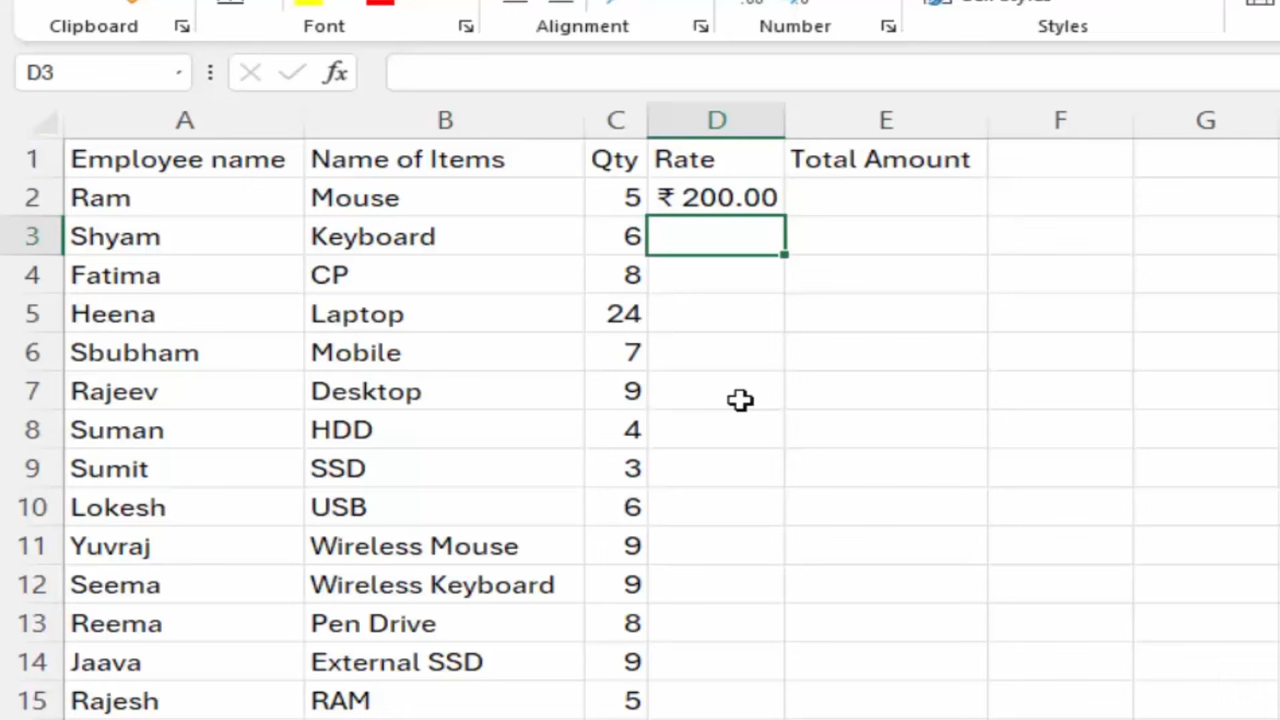 Clipboard Font Alignment Number Styles
D3 fx
A B C D E F G
1 Employee name Name of Items Qty Rate Total Amount
2 Ram Mouse 5 ₹ 200.00
3 Shyam Keyboard 6
4 Fatima CP 8
5 Heena Laptop 24
6 Sbubham Mobile 7
7 Rajeev Desktop 9
8 Suman HDD 4
9 Sumit SSD 3
10 Lokesh USB 6
11 Yuvraj Wireless Mouse 9
12 Seema Wireless Keyboard 9
13 Reema Pen Drive 8
14 Jaava External SSD 9
15 Rajesh RAM 5